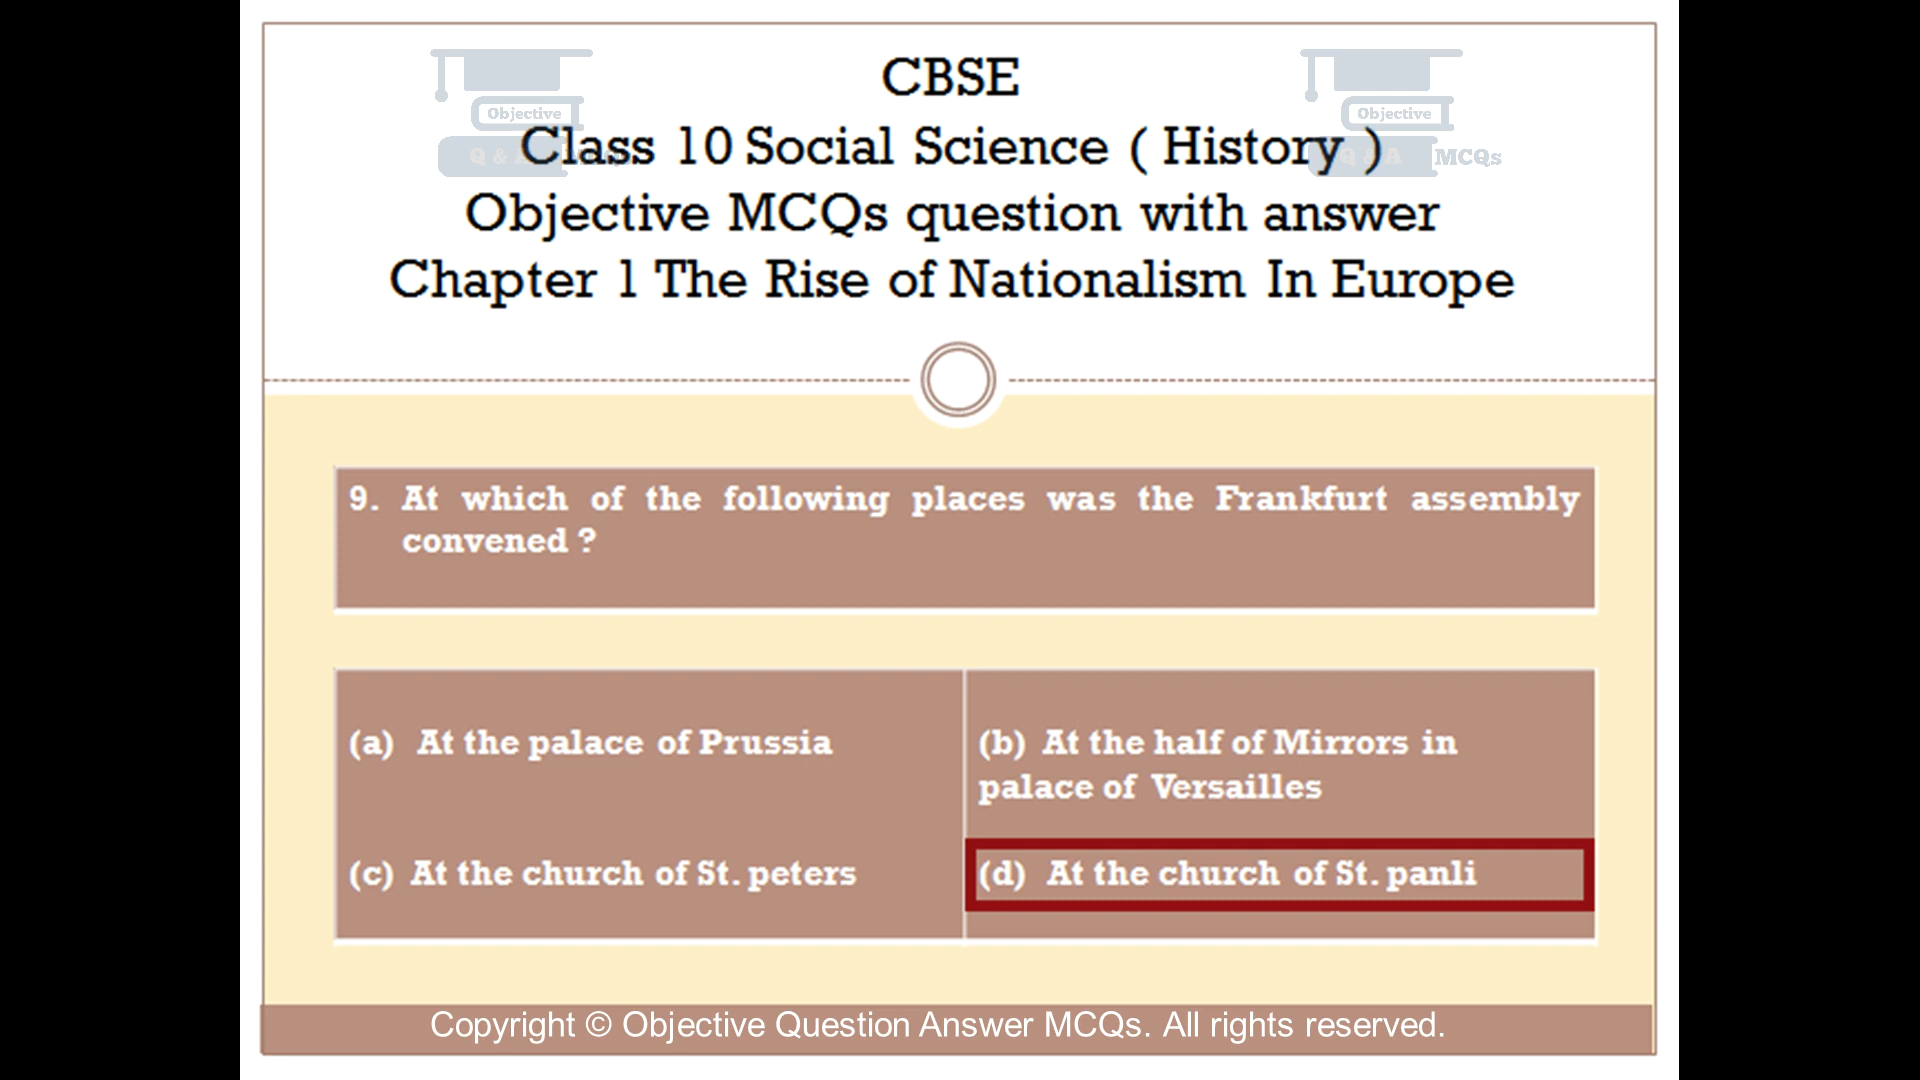 CBSE
Class 10 Social Science ( History )
Objective MCQs question with answer
Chapter 1 The Rise of Nationalism In Europe
Objective
Q & A
Objective
Q & A MCQs
9. At which of the following places was the Frankfurt assembly
convened ?
(a) At the palace of Prussia
(b) At the half of Mirrors in
palace of Versailles
(c) At the church of St. peters
(d) At the church of St. panli
Copyright © Objective Question Answer MCQs. All rights reserved.